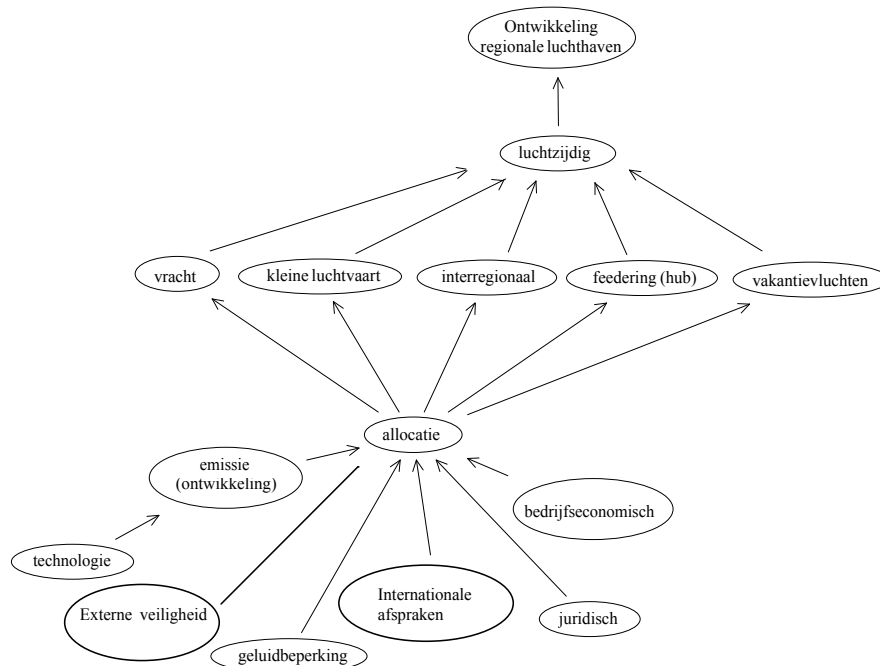 Ontwikkeling
regionale luchthaven
luchtzijdig
vracht
kleine luchtvaart
interregionaal
feedering (hub)
vakantievluchten
allocatie
emissie
(ontwikkeling)
bedrijfseconomisch
technologie
Externe veiligheid
Internationale
afspraken
juridisch
geluidbeperking